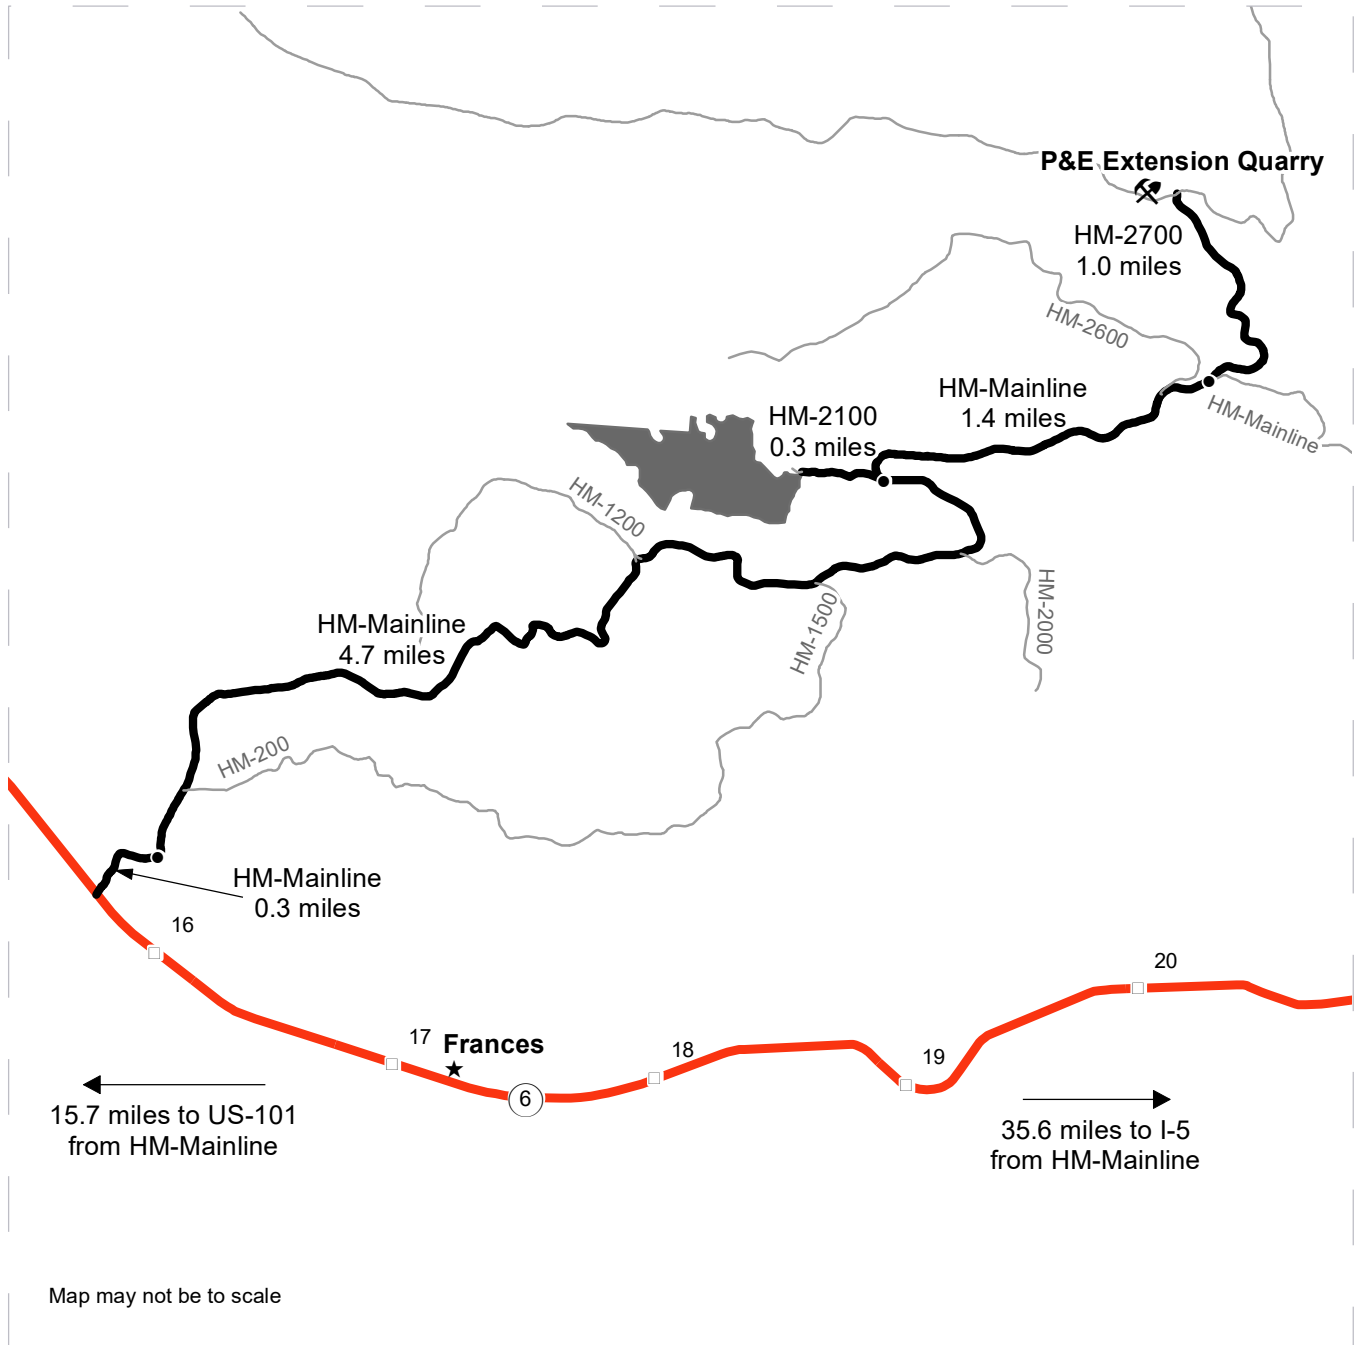 P&E Extension Quarry
HM-2700
1.0 miles
HM-2600
HM-Mainline
1.4 miles
HM-Mainline
HM-2100
0.3 miles
HM-1200
HM-2000
HM-1500
HM-Mainline
4.7 miles
HM-200
HM-Mainline
0.3 miles
16
20
17
Frances
18
19
6
15.7 miles to US-101
from HM-Mainline
35.6 miles to I-5
from HM-Mainline
Map may not be to scale